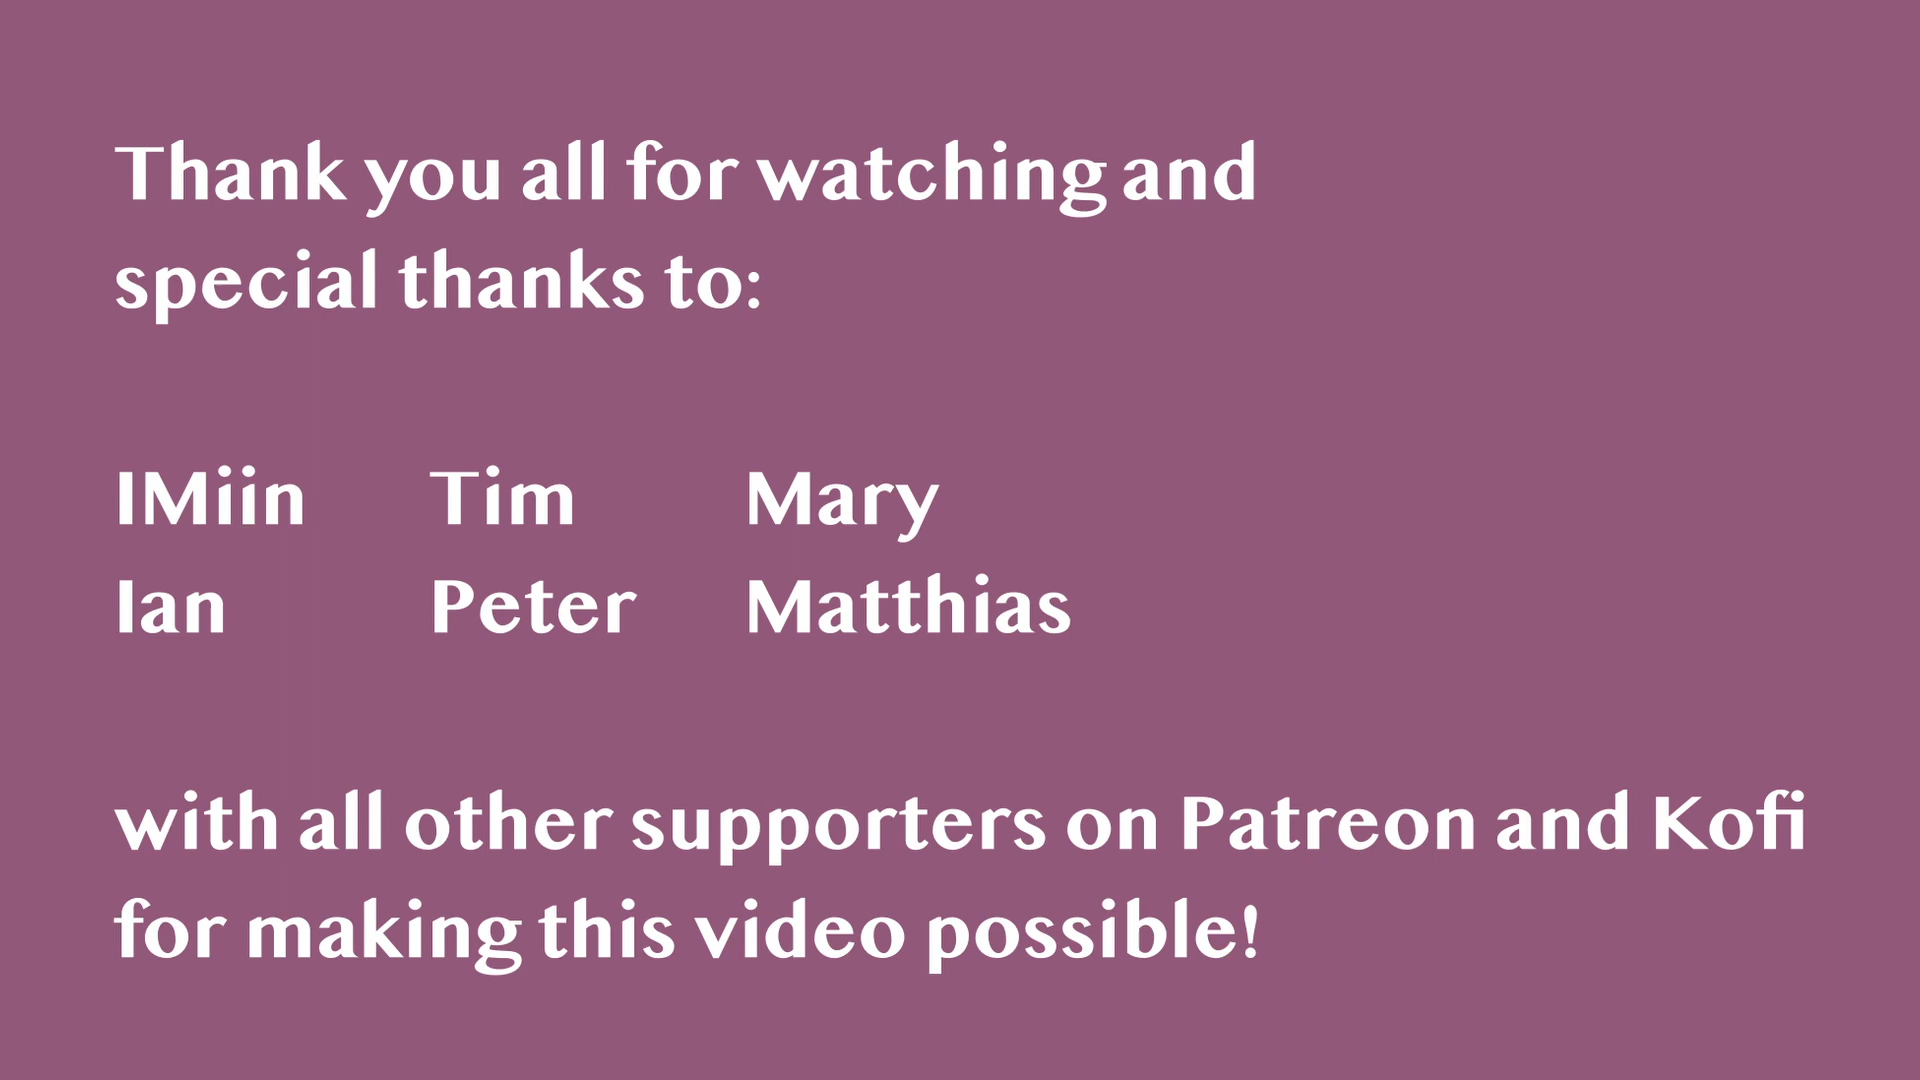 Thank you all for watching and
special thanks to:
IMiin Tim Mary
Ian Peter Matthias
with all other supporters on Patreon and Kofi
for making this video possible!